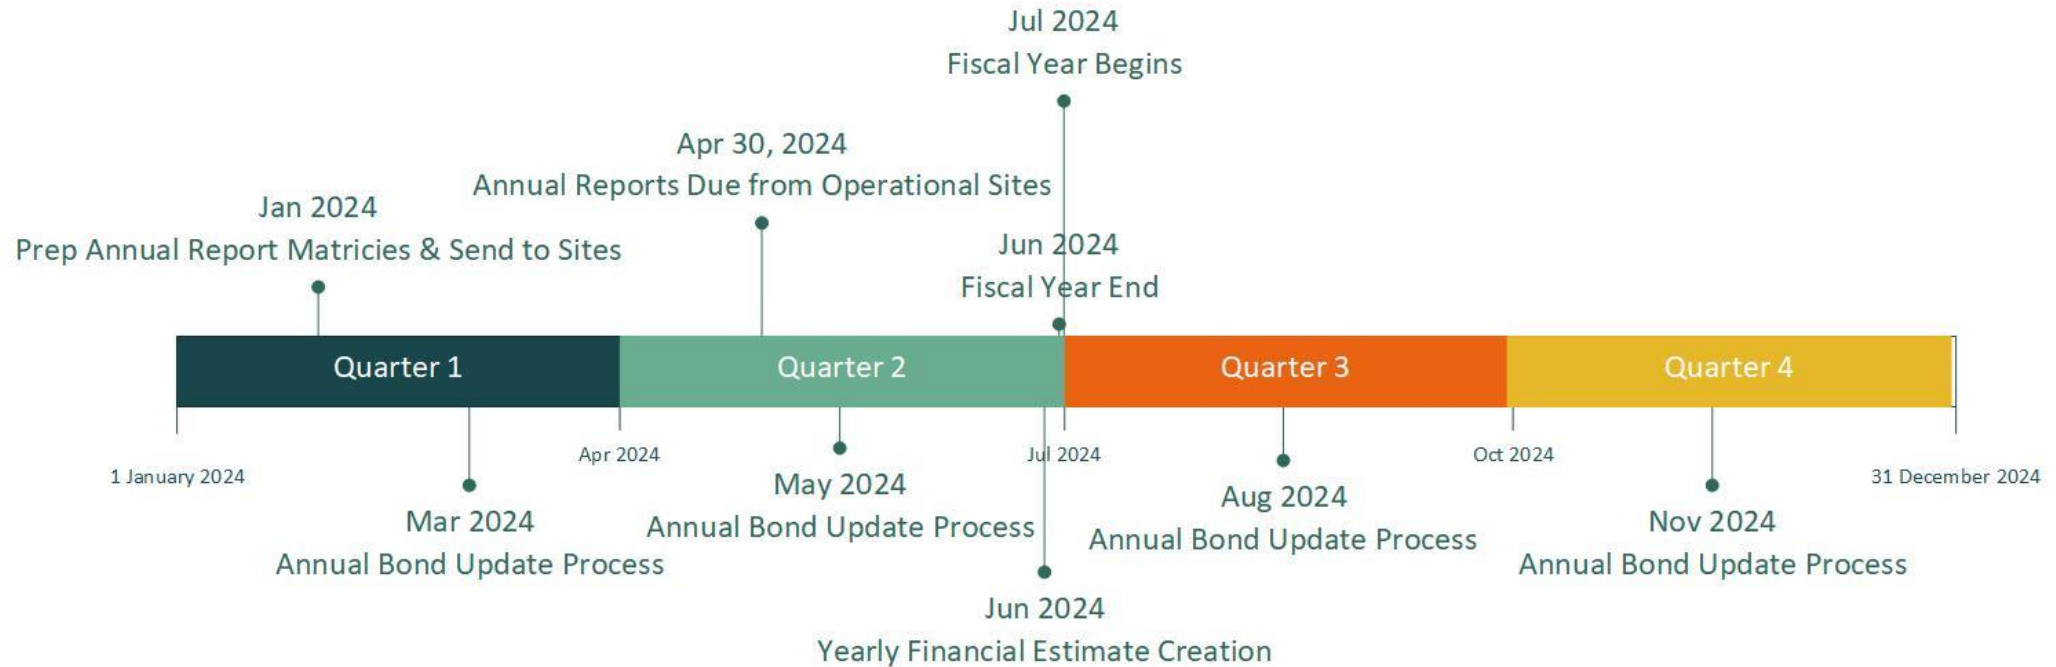 Jul 2024
Fiscal Year Begins
Apr 30, 2024
Annual Reports Due from Operational Sites
Jan 2024
Prep Annual Report Matricies & Send to Sites
Jun 2024
Fiscal Year End
Quarter 1
Quarter 2
Quarter 3
Quarter 4
1 January 2024
Apr 2024
Jul 2024
Oct 2024
31 December 2024
Mar 2024
Annual Bond Update Process
May 2024
Annual Bond Update Process
Jun 2024
Yearly Financial Estimate Creation
Aug 2024
Annual Bond Update Process
Nov 2024
Annual Bond Update Process